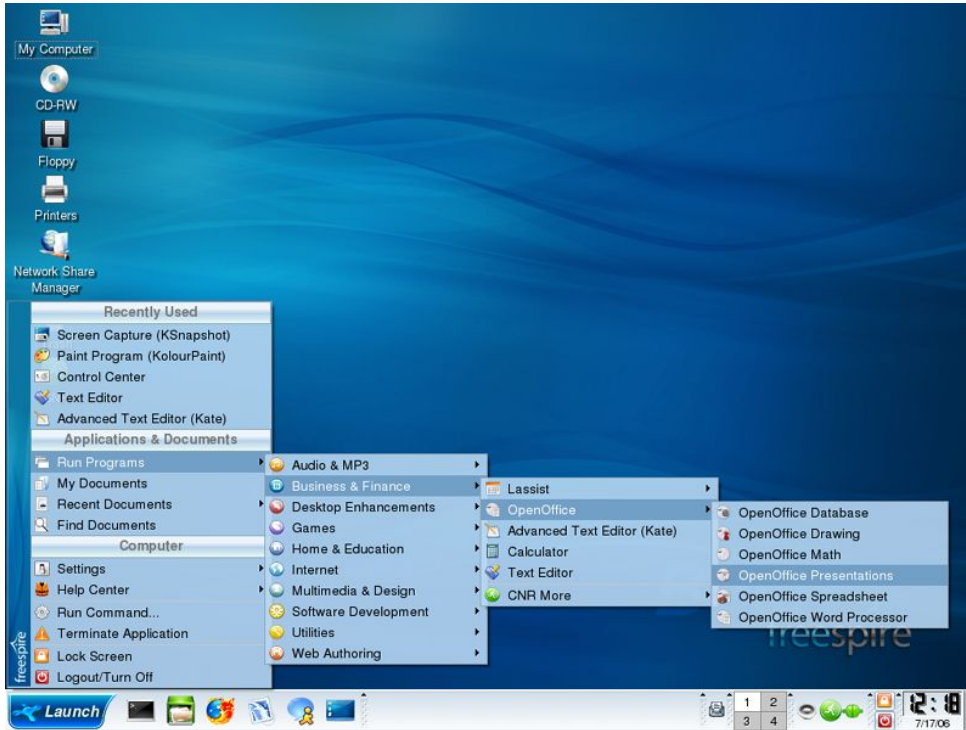 My Computer
CD-RW
Floppy
Printers
Network Share
Manager
Recently Used
Screen Capture (KSnapshot)
Paint Program (KolourPaint)
Control Center
Text Editor
Advanced Text Editor (Kate)
Applications & Documents
Run Programs
My Documents
Recent Documents
Find Documents
Computer
Settings
Help Center
Run Command...
Terminate Application
Lock Screen
Logout/Turn Off
freespire
Audio & MP3
Business & Finance
Desktop Enhancements
Games
Home & Education
Internet
Multimedia & Design
Software Development
Utilities
Web Authoring
Lassist
OpenOffice
Advanced Text Editor (Kate)
Calculator
Text Editor
CNR More
OpenOffice Database
OpenOffice Drawing
OpenOffice Math
OpenOffice Presentations
OpenOffice Spreadsheet
OpenOffice Word Processor
freespire
Launch
1 2
3 4
12:18
7/17/06